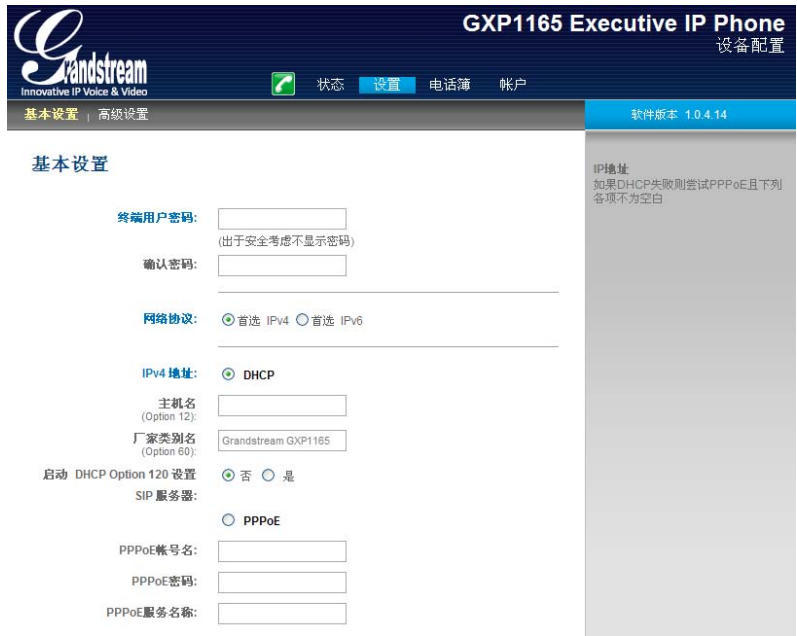 GXP1165 Executive IP Phone
设备配置
Grandstream
Innovative IP Voice & Video
状态 设置 电话簿 帐户
基本设置 | 高级设置
软件版本 1.0.4.14
基本设置
终端用户密码:
(出于安全考虑不显示密码)
确认密码:
网络协议: 首选 IPv4 首选 IPv6
IPv4 地址: DHCP
主机名
(Option 12):
厂家类别名
(Option 60): Grandstream GXP1165
启动 DHCP Option 120 设置 否 是
SIP 服务器:
PPPoE
PPPoE帐号名:
PPPoE密码:
PPPoE服务名称:
IP地址
如果DHCP失败则尝试PPPoE且下列
各项不为空白